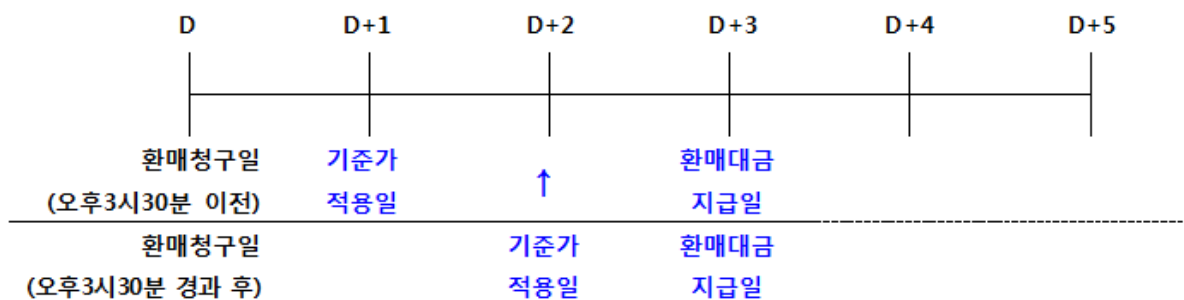 D D+1 D+2 D+3 D+4 D+5
환매청구일 기준가 환매대금
(오후3시30분 이전) 적용일 ↑ 지급일
환매청구일 기준가 환매대금
(오후3시30분 경과 후) 적용일 지급일